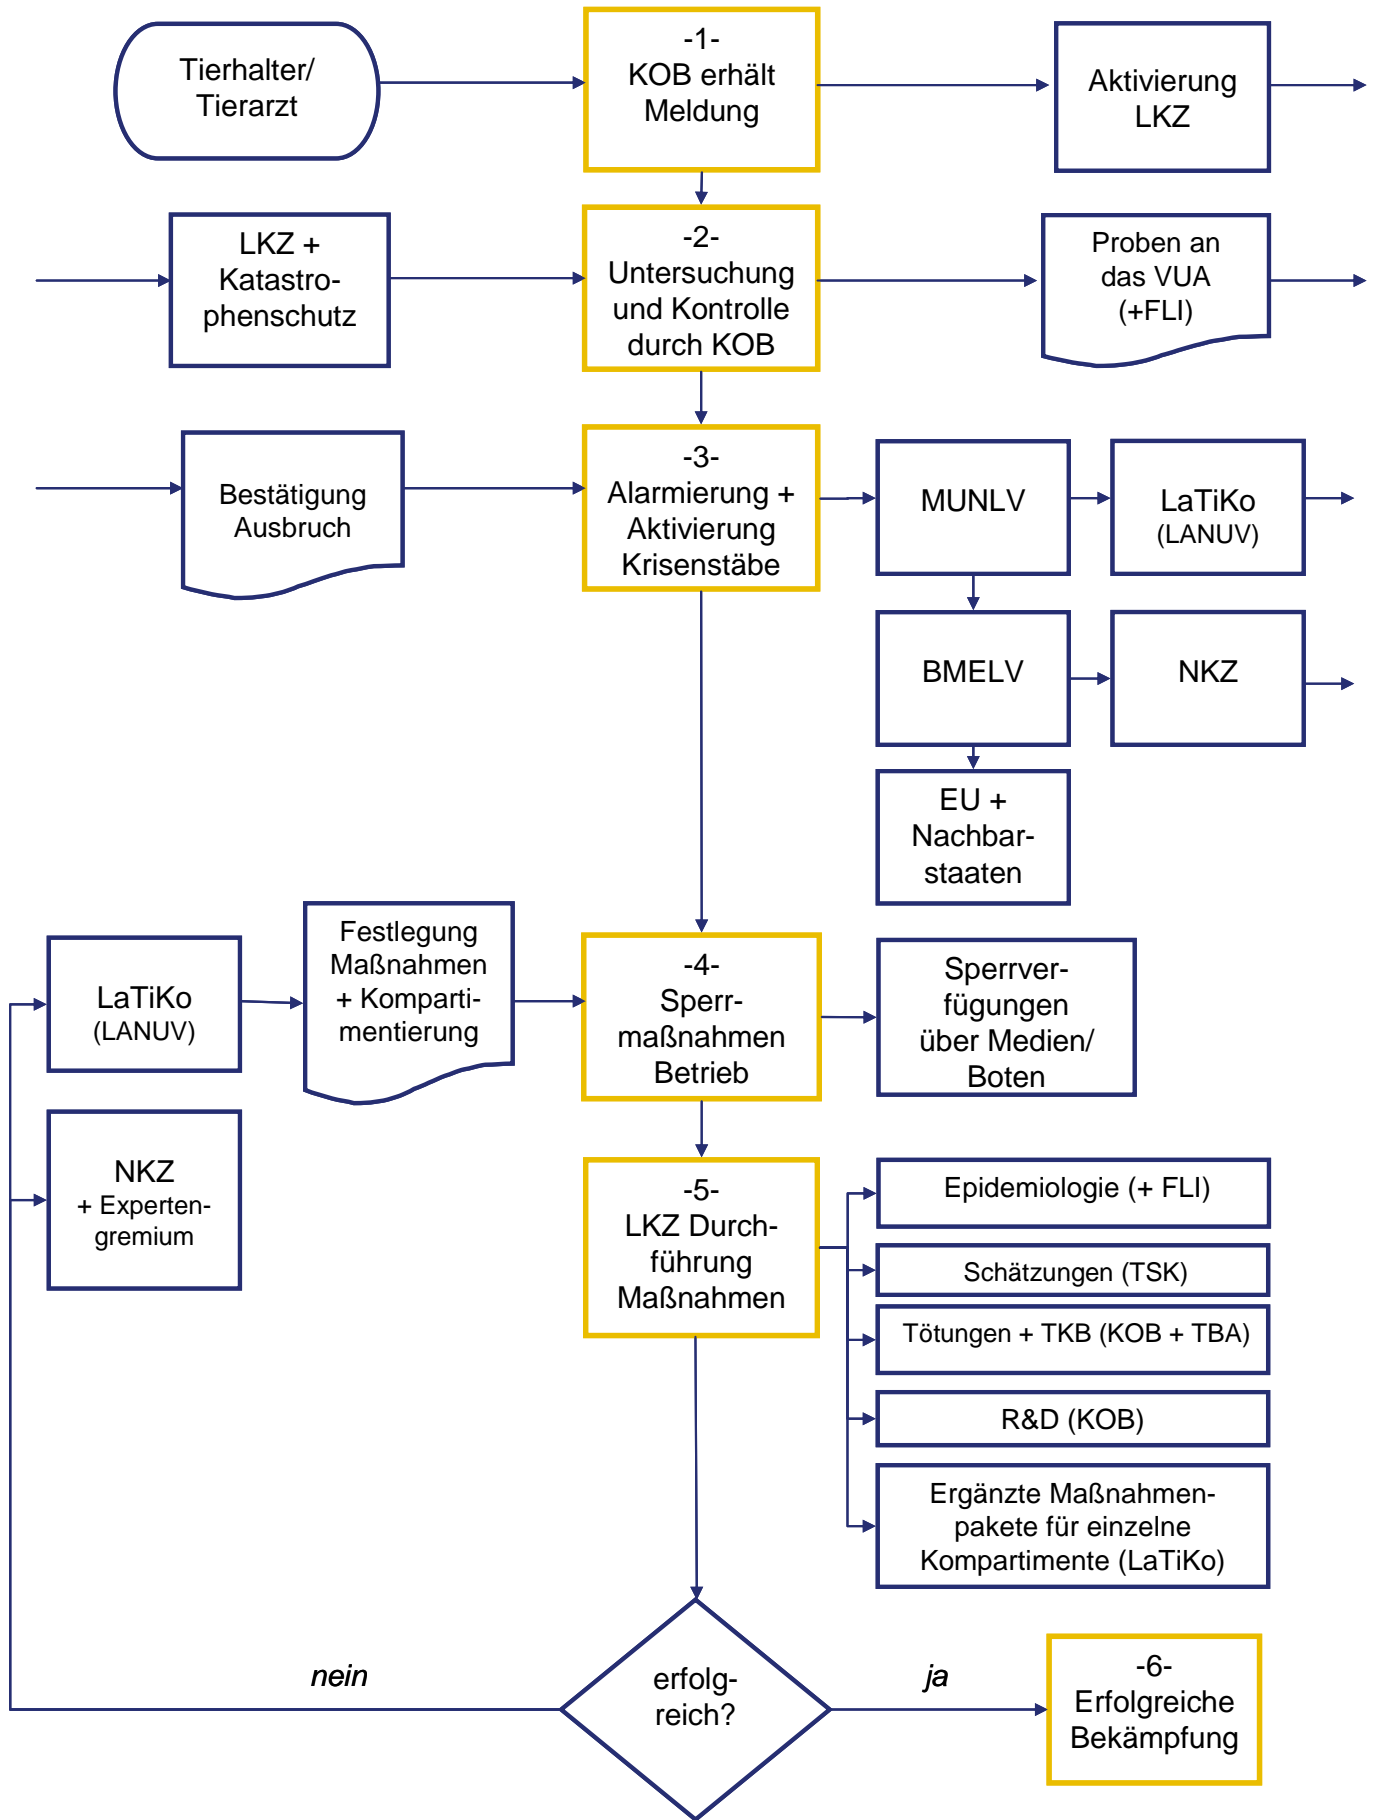 Tierhalter/
Tierarzt
-1-
KOB erhält
Meldung
Aktivierung
LKZ
LKZ +
Katastro-
phenschutz
-2-
Untersuchung
und Kontrolle
durch KOB
Proben an
das VUA
(+FLI)
Bestätigung
Ausbruch
-3-
Alarmierung +
Aktivierung
Krisenstäbe
MUNLV
LaTiKo
(LANUV)
BMELV
NKZ
EU +
Nachbar-
staaten
LaTiKo
(LANUV)
Festlegung
Maßnahmen
+ Komparti-
mentierung
-4-
Sperr-
maßnahmen
Betrieb
Sperrver-
fügungen
über Medien/
Boten
NKZ
+ Experten-
gremium
-5-
LKZ Durch-
führung
Maßnahmen
Epidemiologie (+ FLI)
Schätzungen (TSK)
Tötungen + TKB (KOB + TBA)
R&D (KOB)
Ergänzte Maßnahmen-
pakete für einzelne
Kompartimente (LaTiKo)
nein
erfolg-
reich?
ja
-6-
Erfolgreiche
Bekämpfung